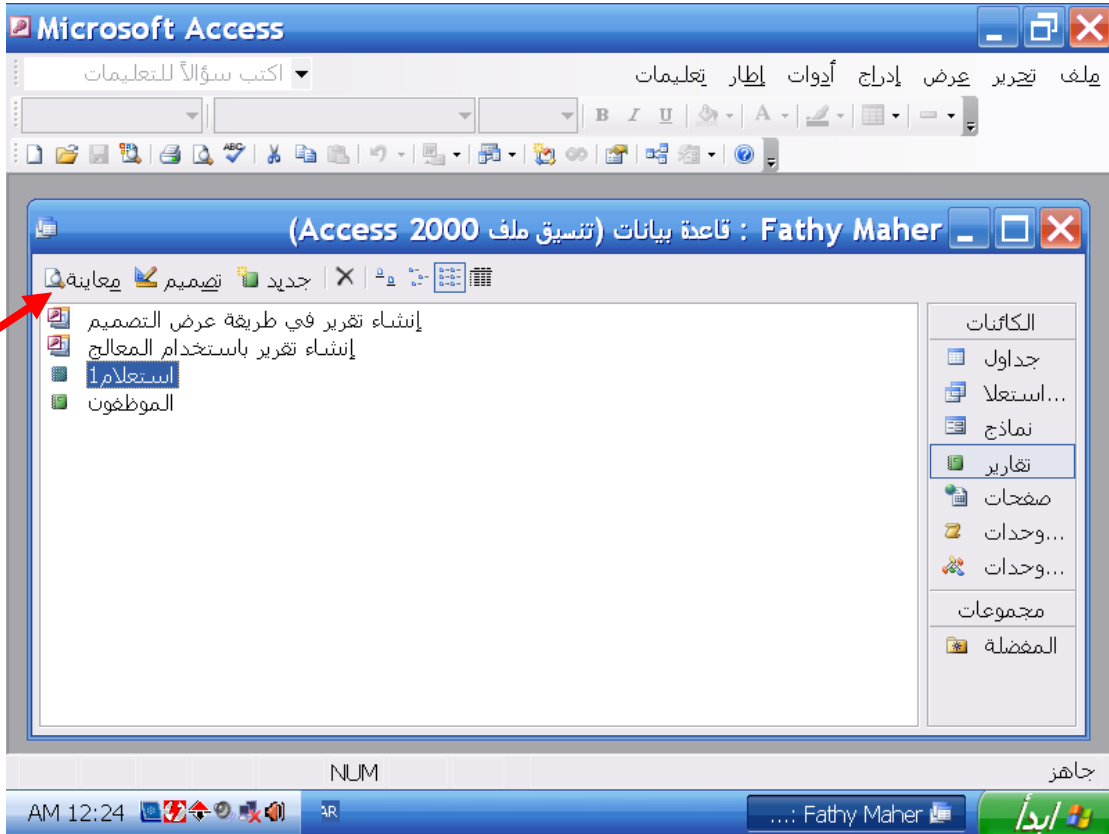 Microsoft Access
ملف تحرير عرض إدراج أدوات إطار تعليمات اكتب سؤالاً للتعليمات
B I U A
ABC W
Fathy Maher : قاعدة بيانات (تنسيق ملف Access 2000)
معاينة تصميم جديد
الكائنات
جداول
استعلا...
نماذج
تقارير
صفحات
وحدات...
وحدات...
مجموعات
المفضلة
إنشاء تقرير في طريقة عرض التصميم
إنشاء تقرير باستخدام المعالج
استعلام1
الموظفون
جاهز
NUM
ابدأ
Fathy Maher :...
AR
12:24 AM